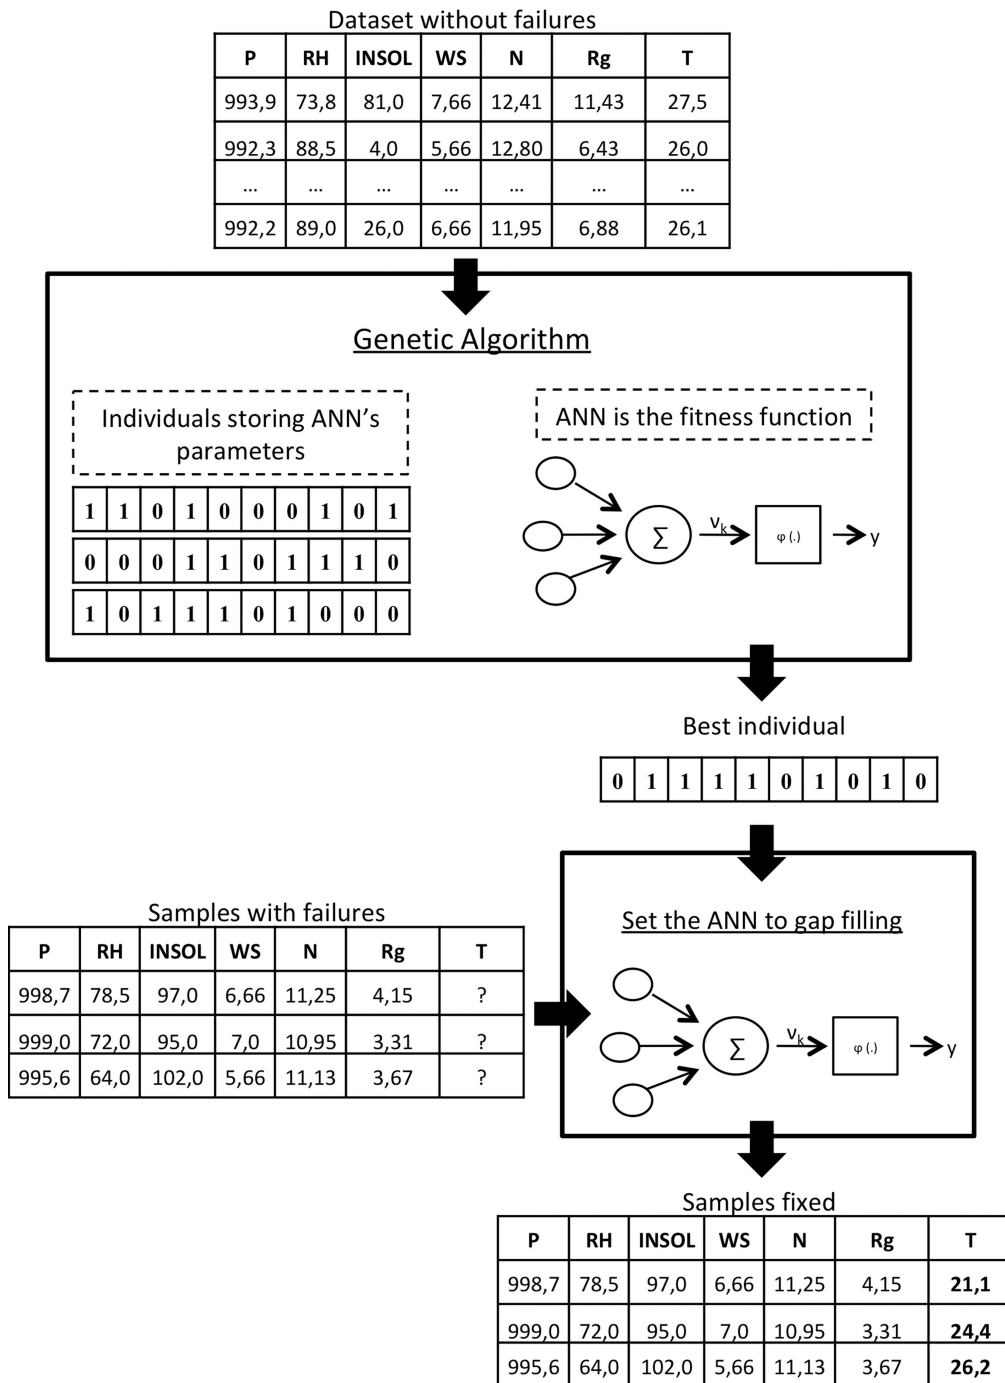 Dataset without failures
P RH INSOL WS N Rg T
993,9 73,8 81,0 7,66 12,41 11,43 27,5
992,3 88,5 4,0 5,66 12,80 6,43 26,0
... ... ... ... ... ... ...
992,2 89,0 26,0 6,66 11,95 6,88 26,1
Genetic Algorithm
Individuals storing ANN's
parameters
1 1 0 1 0 0 0 1 0 1
0 0 0 1 1 0 1 1 1 0
1 0 1 1 1 0 1 0 0 0
ANN is the fitness function
Σ vk φ (.) y
Best individual
0 1 1 1 1 0 1 0 1 0
Samples with failures
P RH INSOL WS N Rg T
998,7 78,5 97,0 6,66 11,25 4,15 ?
999,0 72,0 95,0 7,0 10,95 3,31 ?
995,6 64,0 102,0 5,66 11,13 3,67 ?
Set the ANN to gap filling
Σ vk φ (.) y
Samples fixed
P RH INSOL WS N Rg T
998,7 78,5 97,0 6,66 11,25 4,15 21,1
999,0 72,0 95,0 7,0 10,95 3,31 24,4
995,6 64,0 102,0 5,66 11,13 3,67 26,2